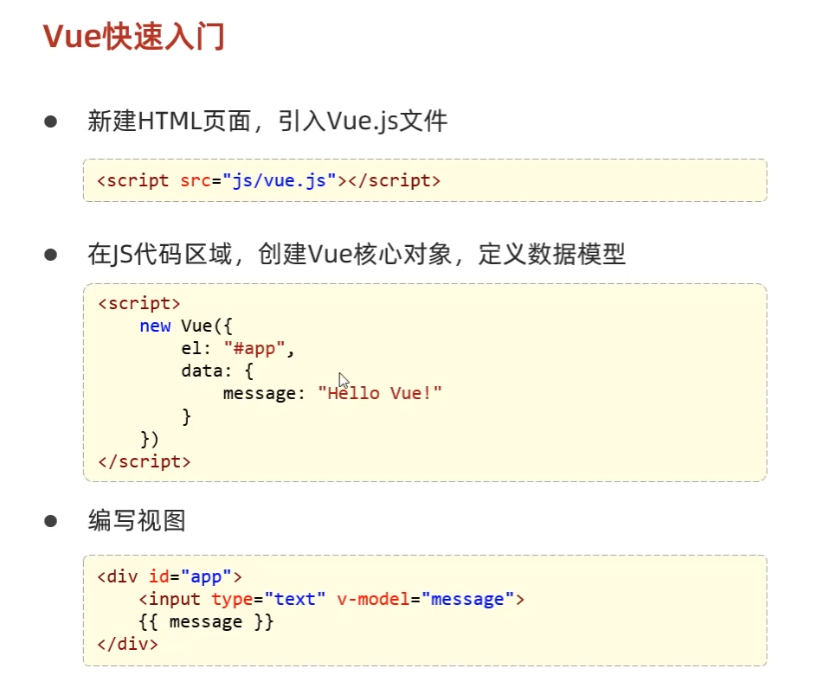 Vue快速入门
● 新建HTML页面，引入Vue.js文件
<script src="js/vue.js"></script>
● 在JS代码区域，创建Vue核心对象，定义数据模型
<script>
    new Vue({
        el: "#app",
        data: {
            message: "Hello Vue!"
        }
    })
</script>
● 编写视图
<div id="app">
    <input type="text" v-model="message">
    {{ message }}
</div>